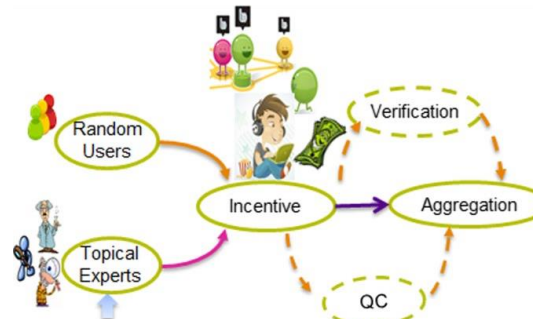 b
b
b
Random
Users
Verification
Incentive
Aggregation
Topical
Experts
QC